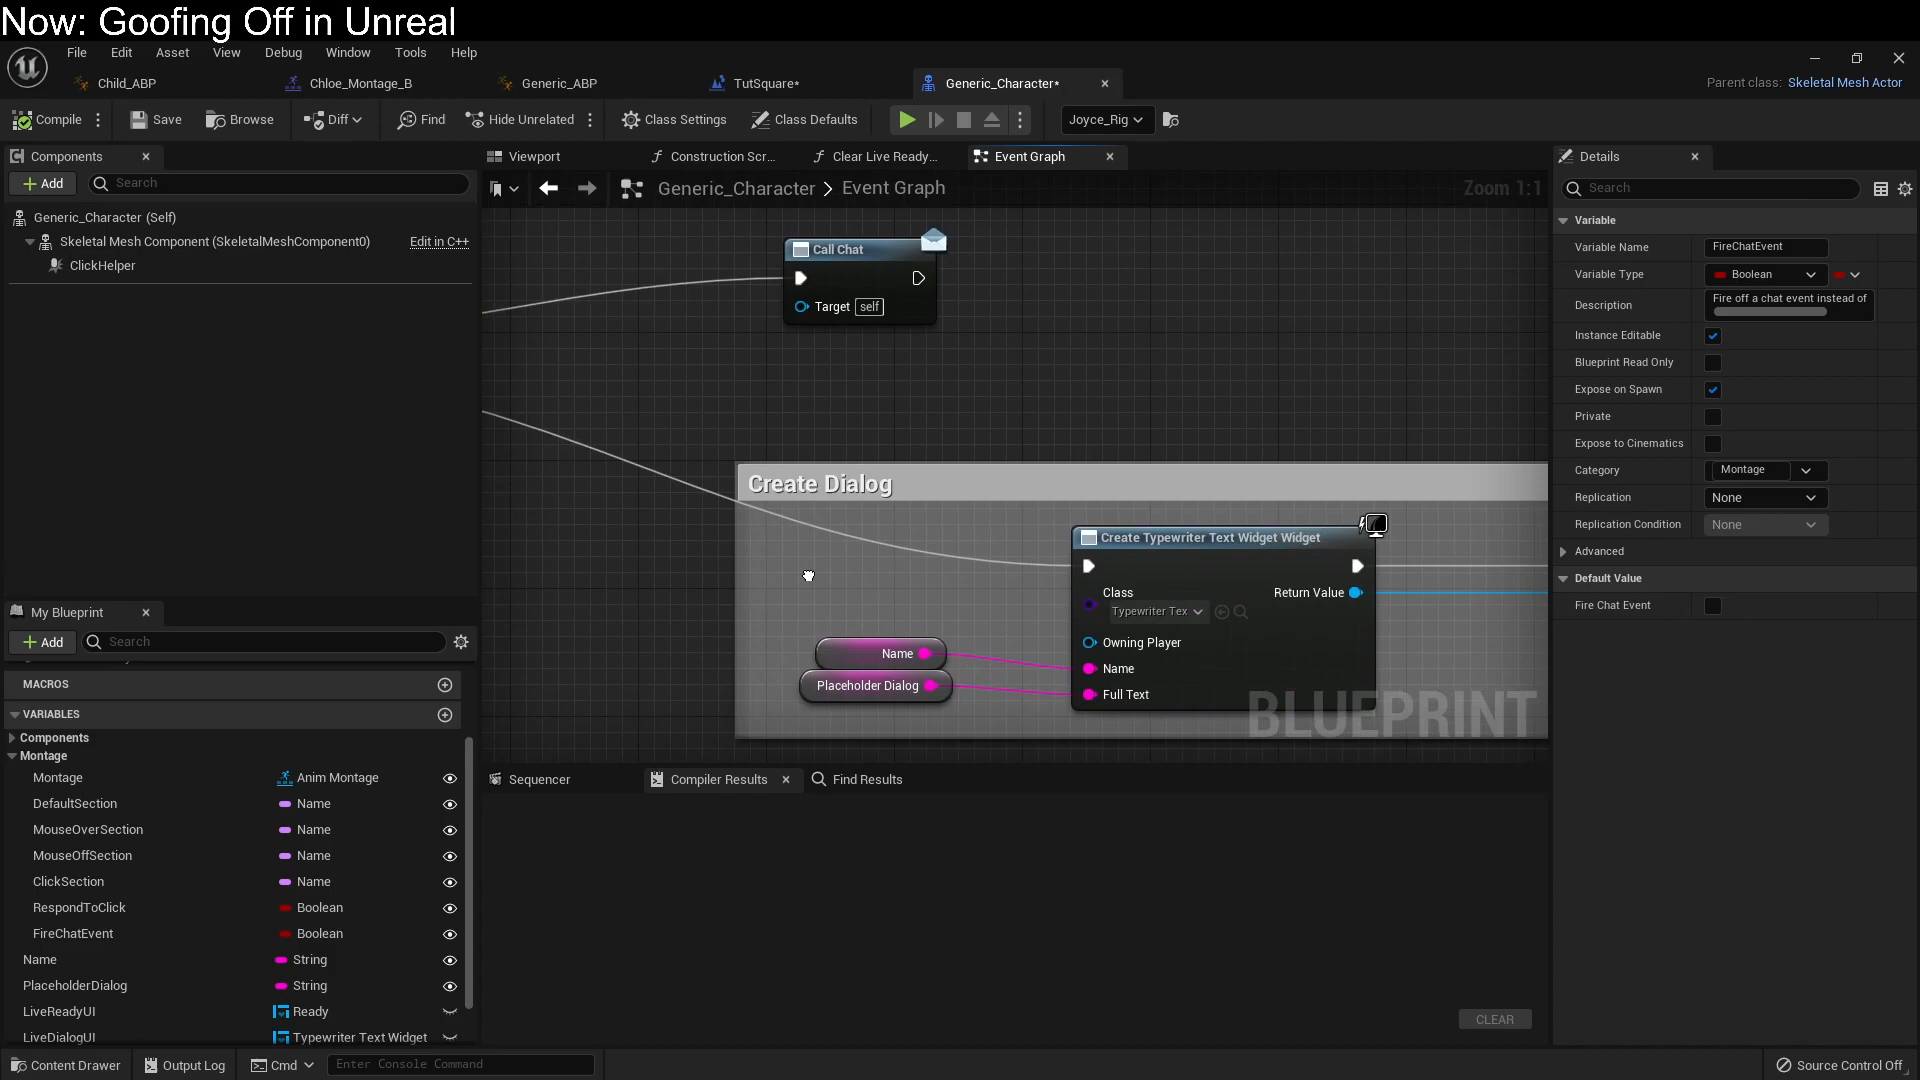 Now: Goofing Off in Unreal
File Edit Asset View Debug Window Tools Help
Child_ABP Chloe_Montage_B Generic_ABP TutSquare* Generic_Character*
Parent class: Skeletal Mesh Actor
Compile Save Browse Diff Find Hide Unrelated Class Settings Class Defaults Joyce_Rig
Components
Add Search
Generic_Character (Self)
Skeletal Mesh Component (SkeletalMeshComponent0) Edit in C++
ClickHelper
My Blueprint
Add Search
MACROS
VARIABLES
Components
Montage
Montage Anim Montage
DefaultSection Name
MouseOverSection Name
MouseOffSection Name
ClickSection Name
RespondToClick Boolean
FireChatEvent Boolean
Name String
PlaceholderDialog String
LiveReadyUI Ready
LiveDialogUI Typewriter Text Widget
Viewport Construction Scr... Clear Live Ready... Event Graph
Generic_Character > Event Graph
Zoom 1:1
Call Chat
Target self
Create Dialog
Create Typewriter Text Widget Widget
Class Return Value
Typewriter Tex
Owning Player
Name Name
Placeholder Dialog Full Text
BLUEPRINT
Sequencer Compiler Results Find Results
CLEAR
Details
Search
Variable
Variable Name FireChatEvent
Variable Type Boolean
Description Fire off a chat event instead of
Instance Editable
Blueprint Read Only
Expose on Spawn
Private
Expose to Cinematics
Category Montage
Replication None
Replication Condition None
Advanced
Default Value
Fire Chat Event
Content Drawer Output Log Cmd Enter Console Command Source Control Off